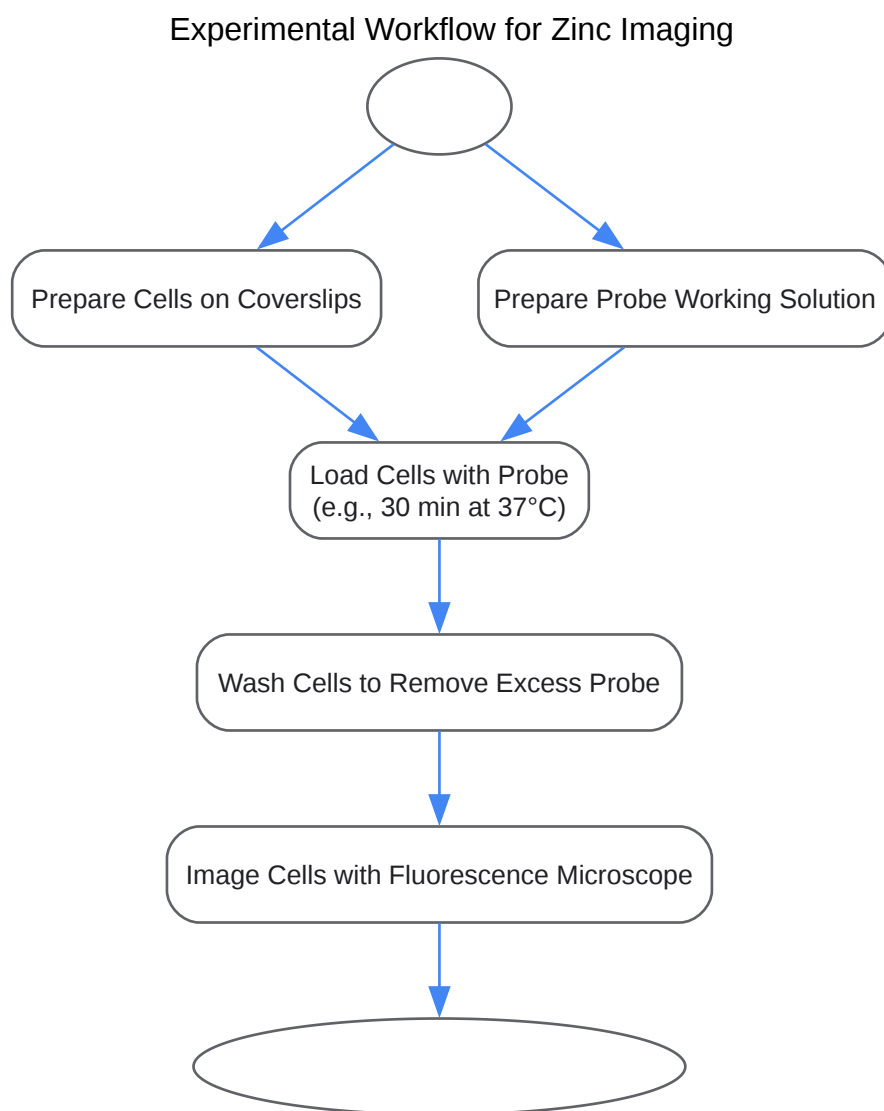 Experimental Workflow for Zinc Imaging
Prepare Cells on Coverslips
Prepare Probe Working Solution
Load Cells with Probe
(e.g., 30 min at 37°C)
Wash Cells to Remove Excess Probe
Image Cells with Fluorescence Microscope